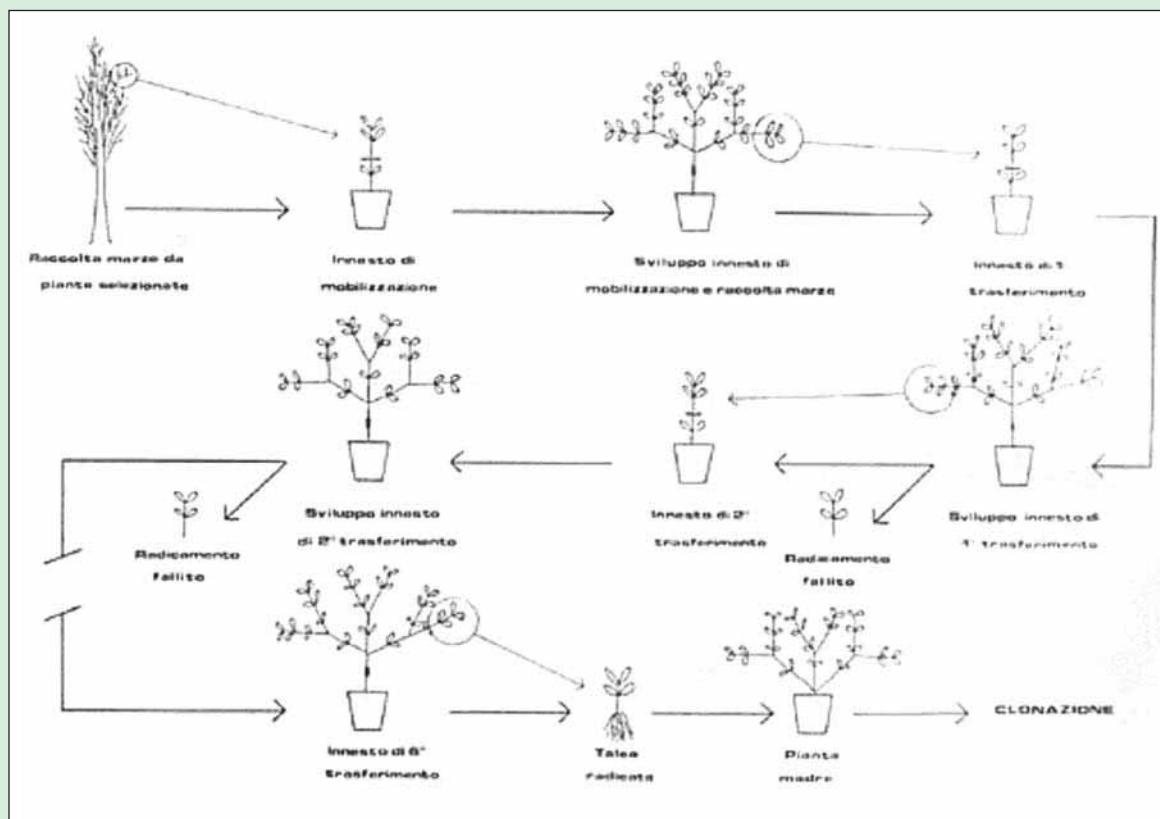 Raccolta marze da
piante selezionate
Innesto di
mobilizzazione
Sviluppo innesto di
mobilizzazione e raccolta marze
Innesto di 1
trasferimento
Sviluppo innesto
di 2° trasferimento
Innesto di 2°
trasferimento
Sviluppo innesto di
1° trasferimento
Radicamento
fallito
Radicamento
fallito
Innesto di 6°
trasferimento
Talea
radicata
Pianta
madre
CLONAZIONE